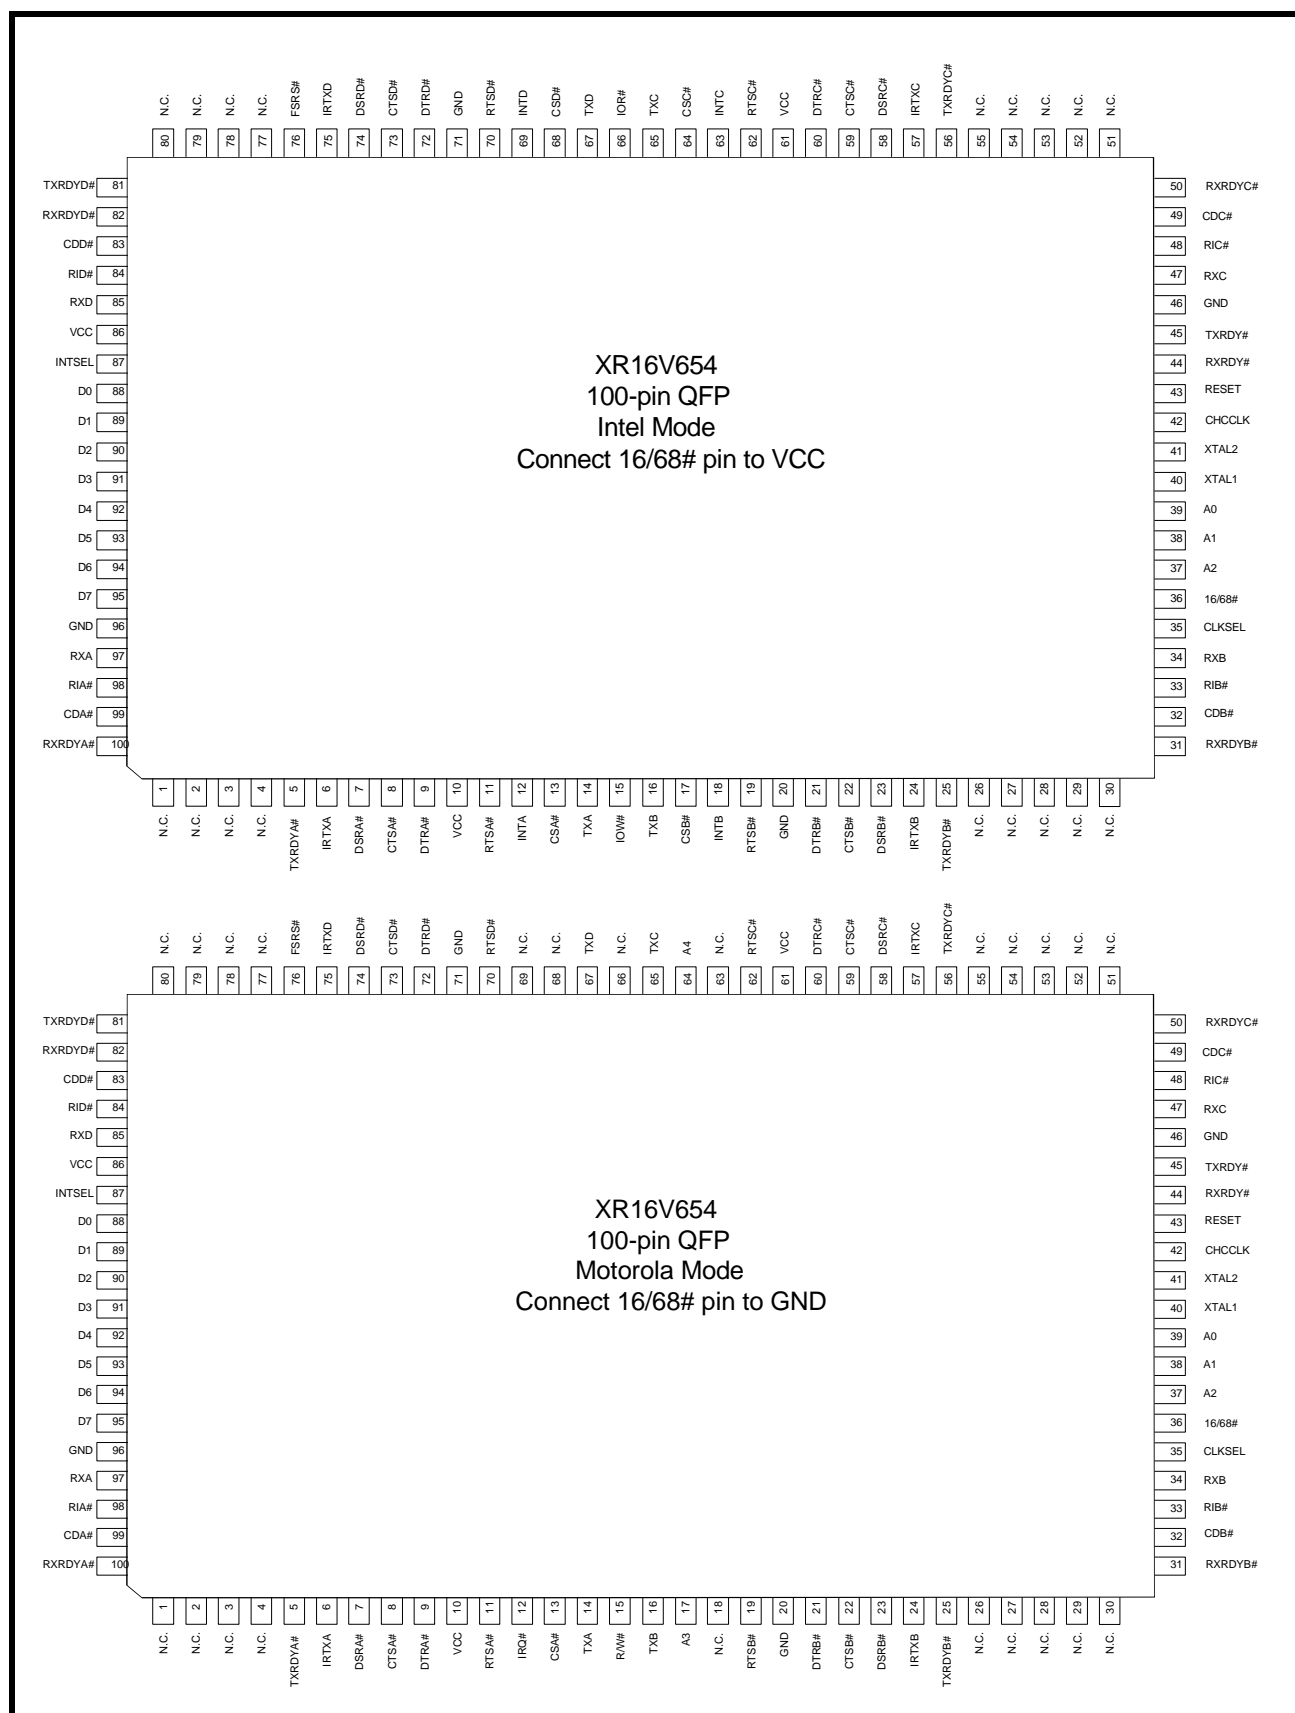 N.C. N.C. N.C. N.C. FSRS# IRTXD DSRD# CTSD# DTRD# GND RTSD# INTD CSD# TXD IOR# TXC CSC# INTC RTSC# VCC DTRC# CTSC# DSRC# IRTXC TXRDYC# N.C. N.C. N.C. N.C. N.C.
80 79 78 77 76 75 74 73 72 71 70 69 68 67 66 65 64 63 62 61 60 59 58 57 56 55 54 53 52 51
TXRDYD# 81 50 RXRDYC#
RXRDYD# 82 49 CDC#
CDD# 83 48 RIC#
RID# 84 47 RXC
RXD 85 46 GND
VCC 86 45 TXRDY#
INTSEL 87 44 RXRDY#
D0 88 43 RESET
D1 89 42 CHCCLK
D2 90 41 XTAL2
D3 91 40 XTAL1
D4 92 39 A0
D5 93 38 A1
D6 94 37 A2
D7 95 36 16/68#
GND 96 35 CLKSEL
RXA 97 34 RXB
RIA# 98 33 RIB#
CDA# 99 32 CDB#
RXRDYA# 100 31 RXRDYB#
XR16V654
100-pin QFP
Intel Mode
Connect 16/68# pin to VCC
1 2 3 4 5 6 7 8 9 10 11 12 13 14 15 16 17 18 19 20 21 22 23 24 25 26 27 28 29 30
N.C. N.C. N.C. N.C. TXRDYA# IRTXA DSRA# CTSA# DTRA# VCC RTSA# INTA CSA# TXA IOW# TXB CSB# INTB RTSB# GND DTRB# CTSB# DSRB# IRTXB TXRDYB# N.C. N.C. N.C. N.C. N.C.
N.C. N.C. N.C. N.C. FSRS# IRTXD DSRD# CTSD# DTRD# GND RTSD# N.C. N.C. TXD N.C. TXC A4 N.C. RTSC# VCC DTRC# CTSC# DSRC# IRTXC TXRDYC# N.C. N.C. N.C. N.C. N.C.
80 79 78 77 76 75 74 73 72 71 70 69 68 67 66 65 64 63 62 61 60 59 58 57 56 55 54 53 52 51
TXRDYD# 81 50 RXRDYC#
RXRDYD# 82 49 CDC#
CDD# 83 48 RIC#
RID# 84 47 RXC
RXD 85 46 GND
VCC 86 45 TXRDY#
INTSEL 87 44 RXRDY#
D0 88 43 RESET
D1 89 42 CHCCLK
D2 90 41 XTAL2
D3 91 40 XTAL1
D4 92 39 A0
D5 93 38 A1
D6 94 37 A2
D7 95 36 16/68#
GND 96 35 CLKSEL
RXA 97 34 RXB
RIA# 98 33 RIB#
CDA# 99 32 CDB#
RXRDYA# 100 31 RXRDYB#
XR16V654
100-pin QFP
Motorola Mode
Connect 16/68# pin to GND
1 2 3 4 5 6 7 8 9 10 11 12 13 14 15 16 17 18 19 20 21 22 23 24 25 26 27 28 29 30
N.C. N.C. N.C. N.C. TXRDYA# IRTXA DSRA# CTSA# DTRA# VCC RTSA# IRQ# CSA# TXA R/W# TXB A3 N.C. RTSB# GND DTRB# CTSB# DSRB# IRTXB TXRDYB# N.C. N.C. N.C. N.C. N.C.